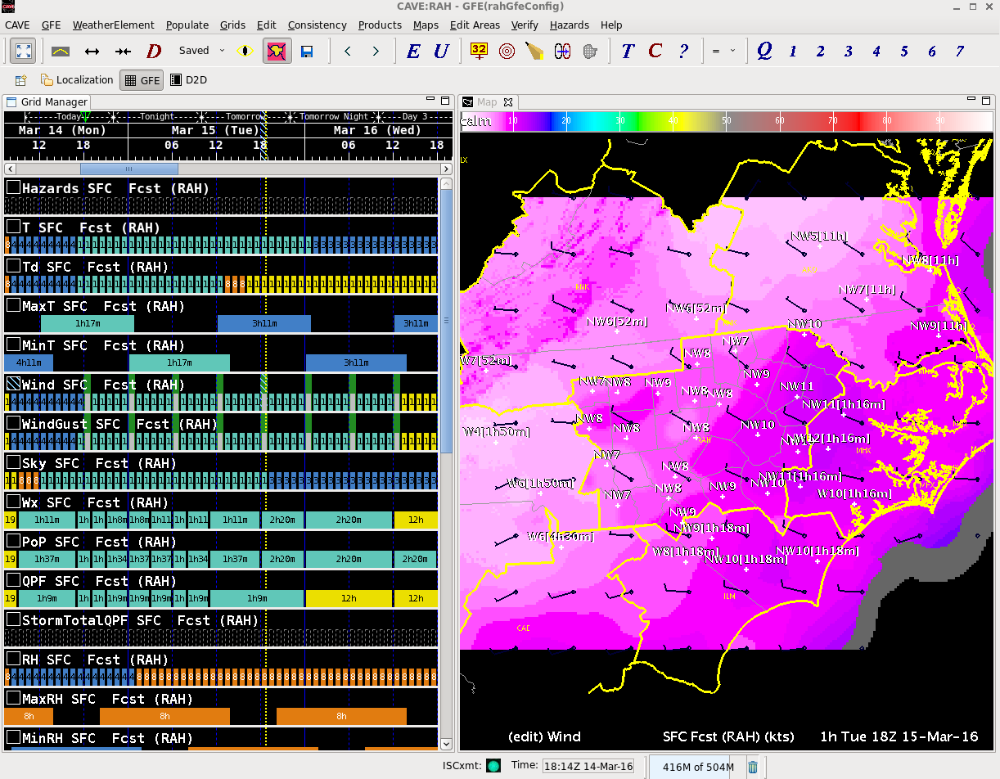 CAVE:RAH - GFE(rahGfeConfig)
CAVE GFE WeatherElement Populate Grids Edit Consistency Products Maps Edit Areas Verify Hazards Help
D Saved < > E U 32 T C ? = Q 1 2 3 4 5 6 7
Localization GFE D2D
Grid Manager
Today Tonight Tomorrow Tomorrow Night Day 3
Mar 14 (Mon) Mar 15 (Tue) Mar 16 (Wed)
12 18 06 12 18 06 12 18
Hazards SFC Fcst (RAH)
T SFC Fcst (RAH)
Td SFC Fcst (RAH)
MaxT SFC Fcst (RAH)
1h17m 3h11m 3h11m
MinT SFC Fcst (RAH)
4h11m 1h17m 3h11m
Wind SFC Fcst (RAH)
WindGust SFC Fcst (RAH)
Sky SFC Fcst (RAH)
Wx SFC Fcst (RAH)
19 1h11m 1h 1h 1h8m 1h8m 1h11 1h 1h11 1h11m 2h20m 2h20m 12h
PoP SFC Fcst (RAH)
19 1h37m 1h 1h 1h34 1h37 1h37 1h 1h34 1h37m 2h20m 2h20m 2h20m
QPF SFC Fcst (RAH)
19 1h9m 1h 1h 1h9m 1h9m 1h9m 1h 1h9m 1h9m 12h 12h
StormTotalQPF SFC Fcst (RAH)
RH SFC Fcst (RAH)
MaxRH SFC Fcst (RAH)
8h 8h 8h
MinRH SFC Fcst (RAH)
Map
calm 10 20 30 40 50 60 70 80 90
LX
NW5[11h]
NW8[11h]
RNK
NW7[11h]
NW6[52m]
NW6[52m]
NW10
NW9[11h]
NW7
W7[52m]
NW8
NW9
NW7 NW8 NW9
NW11
NW8 NW8
NW11[1h16m]
NW8
NW8 NW8 NW10
W4[1h50m]
RAH
NW12[1h16m]
MHX
NW7
NW8
NW11[1h16m]
W6[1h50m]
NW8 NW9 NW10
NW7
W10[1h16m]
NW9
NW9[1h18m]
W6[4h30m]
W8[1h18m]
NW10[1h18m]
NW10[1h18m]
ILM
CAE
(edit) Wind SFC Fcst (RAH) (kts) 1h Tue 18Z 15-Mar-16
ISCxmt: Time: 18:14Z 14-Mar-16 416M of 504M